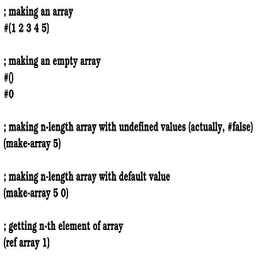 ; making an array
#(1 2 3 4 5)
; making an empty array
#()
#0
; making n-length array with undefined values (actually, #false)
(make-array 5)
; making n-length array with default value
(make-array 5 0)
; getting n-th element of array
(ref array 1)